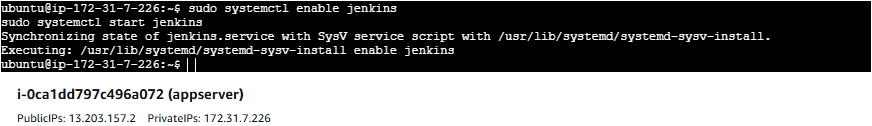 ubuntu@ip-172-31-7-226:~$ sudo systemctl enable jenkins
sudo systemctl start jenkins
Synchronizing state of jenkins.service with SysV service script with /usr/lib/systemd/systemd-sysv-install.
Executing: /usr/lib/systemd/systemd-sysv-install enable jenkins
ubuntu@ip-172-31-7-226:~$
i-0ca1dd797c496a072 (appserver)
PublicIPs: 13.203.157.2 PrivateIPs: 172.31.7.226